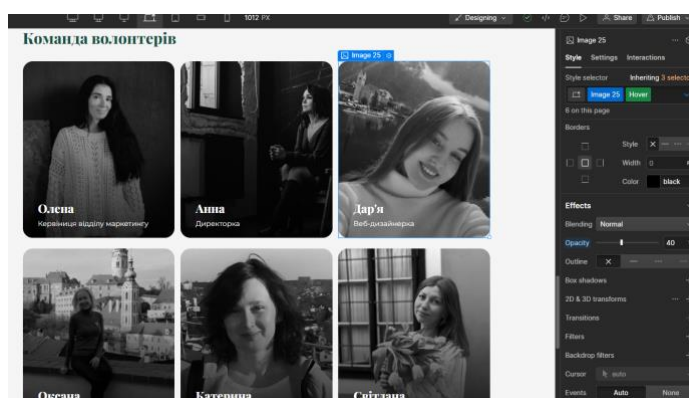 1012 PX
Designing
Share
Publish
Команда волонтерів
Image 25
Олена
Керівниця відділу маркетингу
Анна
Директорка
Дар'я
Веб-дизайнерка
Оксана
Катерина
Світлана
Image 25
Style Settings Interactions
Style selector
Inheriting 3 selecto
Image 25 Hover
6 on this page
Borders
Style
Width 0
Color black
Effects
Blending Normal
Opacity 40
Outline
Box shadows
2D & 3D transforms
Transitions
Filters
Backdrop filters
Cursor auto
Events Auto None